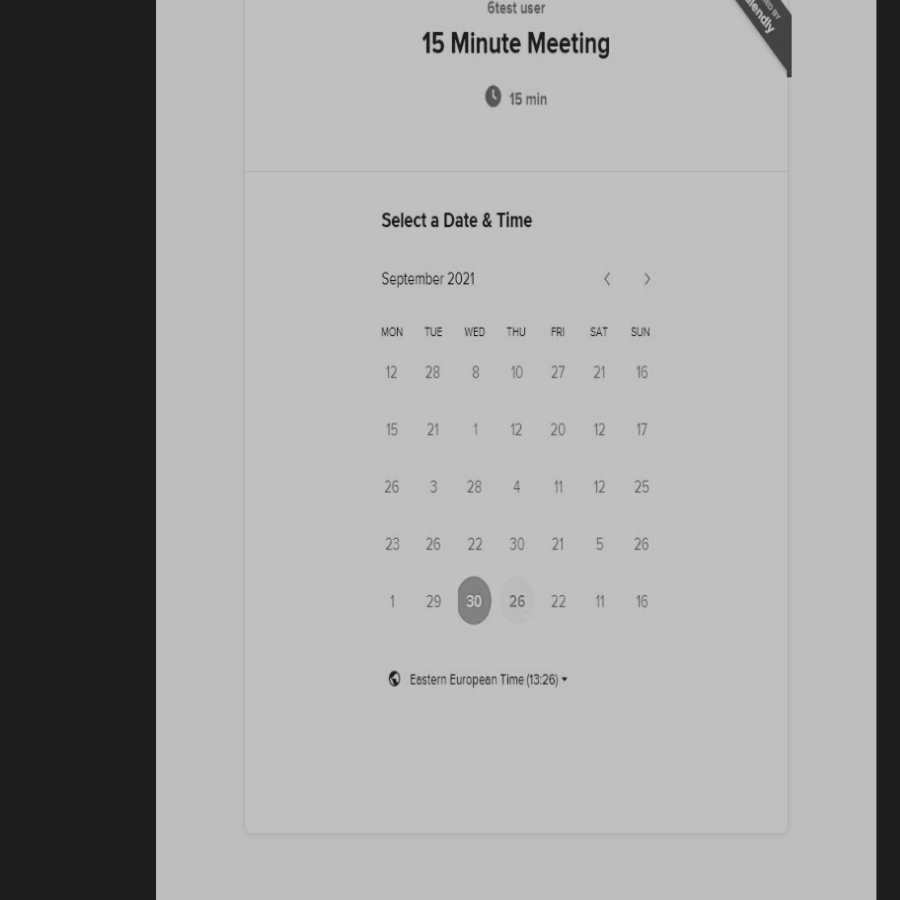 6test user
15 Minute Meeting
15 min
Select a Date & Time
September 2021
MON TUE WED THU FRI SAT SUN
12 28 8 10 27 21 16
15 21 1 12 20 12 17
26 3 28 4 11 12 25
23 26 22 30 21 5 26
1 29 30 26 22 11 16
Eastern European Time (13:26)